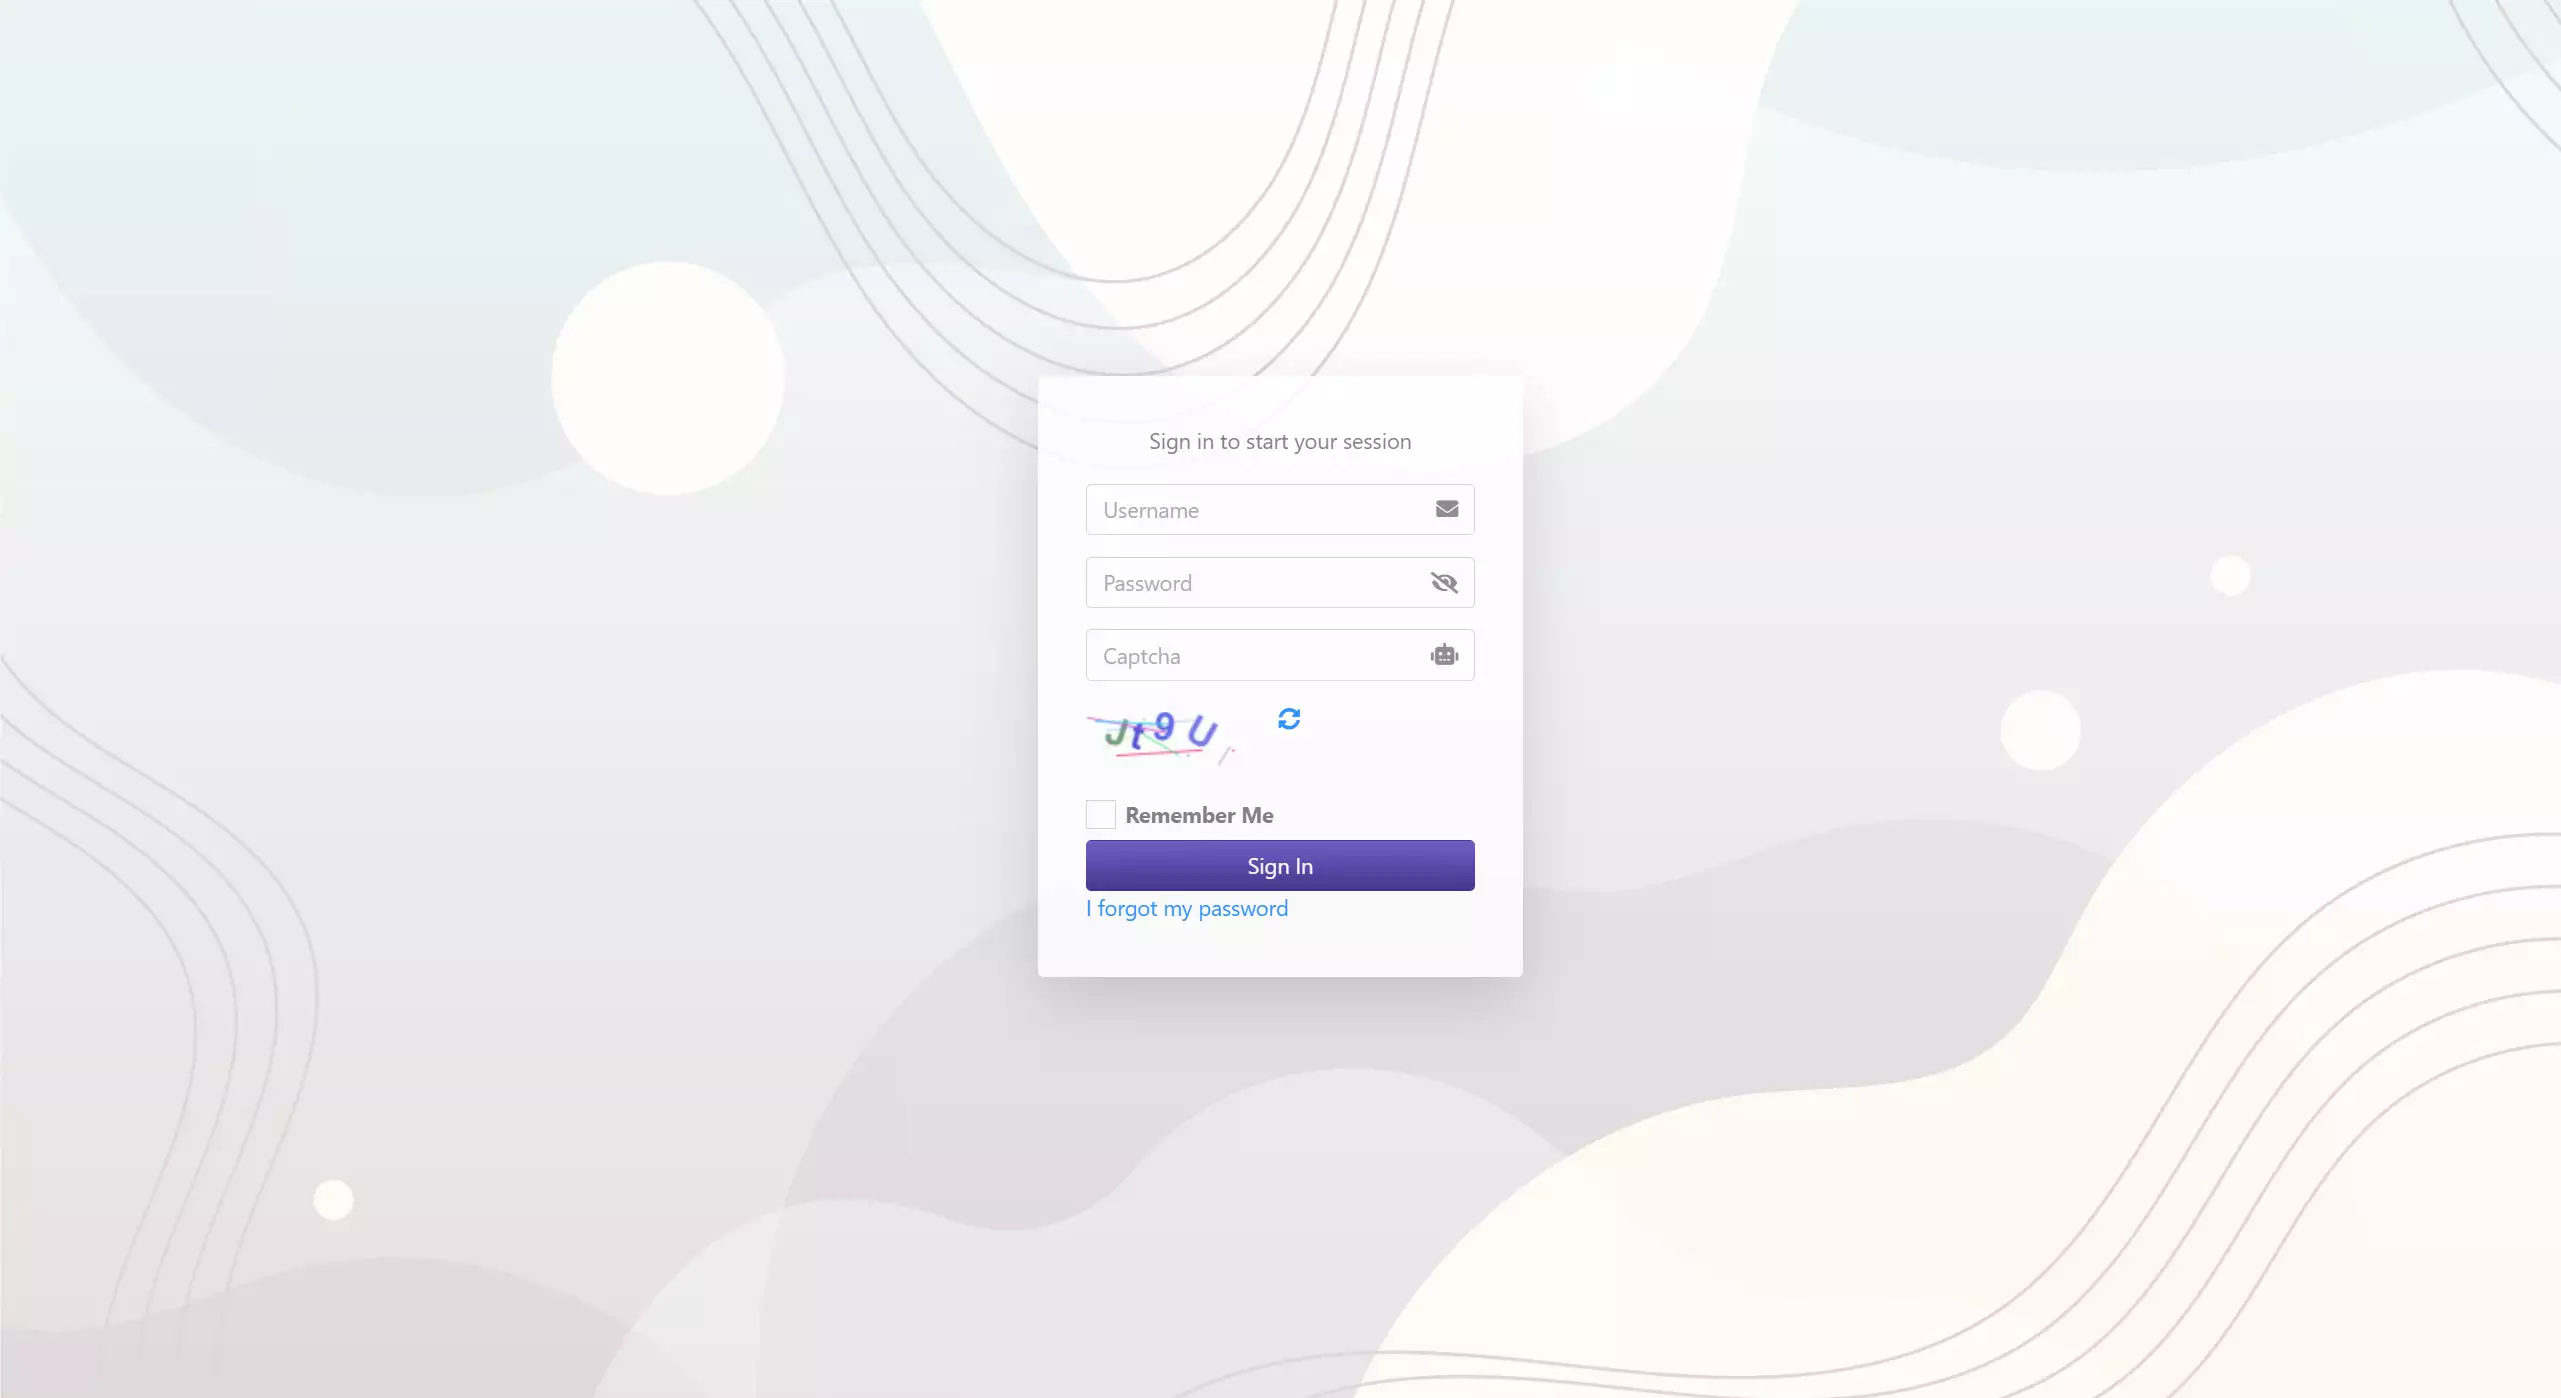 Sign in to start your session
Username
Password
Captcha
Jt9U
Remember Me
Sign In
I forgot my password